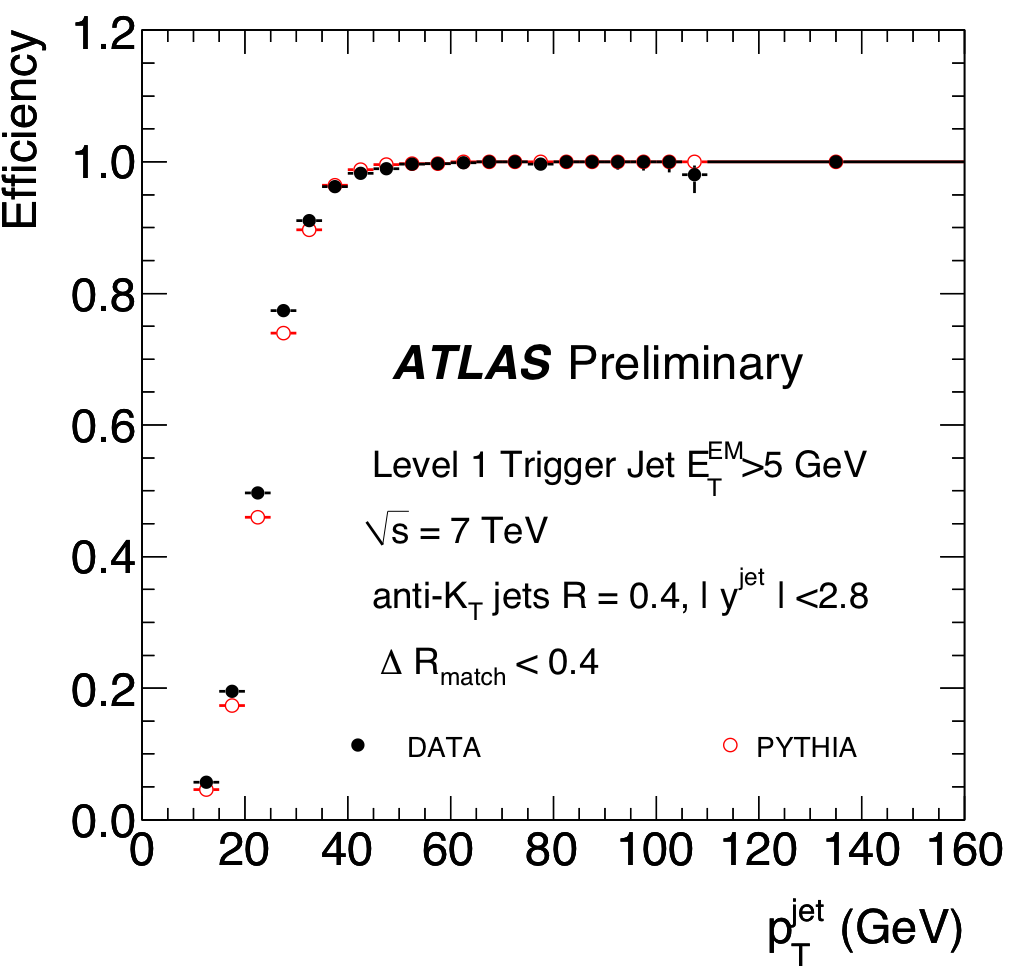 1.2
1.0
0.8
0.6
0.4
0.2
0.0
Efficiency
ATLAS Preliminary
Level 1 Trigger Jet E_T^EM>5 GeV
√s = 7 TeV
anti-K_T jets R = 0.4, | y^jet | <2.8
Δ R_match < 0.4
DATA PYTHIA
0 20 40 60 80 100 120 140 160
p_T^jet (GeV)